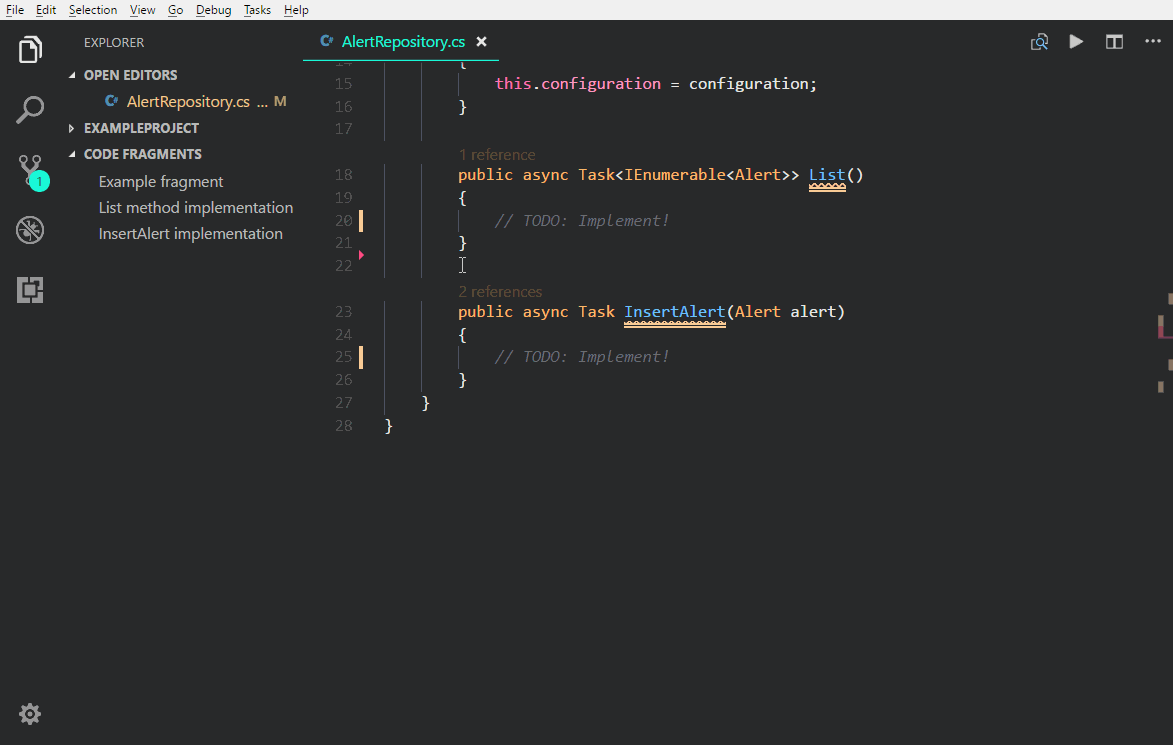 File Edit Selection View Go Debug Tasks Help
EXPLORER
OPEN EDITORS
C# AlertRepository.cs ... M
EXAMPLEPROJECT
CODE FRAGMENTS
Example fragment
List method implementation
InsertAlert implementation
1
C# AlertRepository.cs
14 {
15 this.configuration = configuration;
16 }
17
1 reference
18 public async Task<IEnumerable<Alert>> List()
19 {
20 // TODO: Implement!
21 }
22
2 references
23 public async Task InsertAlert(Alert alert)
24 {
25 // TODO: Implement!
26 }
27 }
28 }